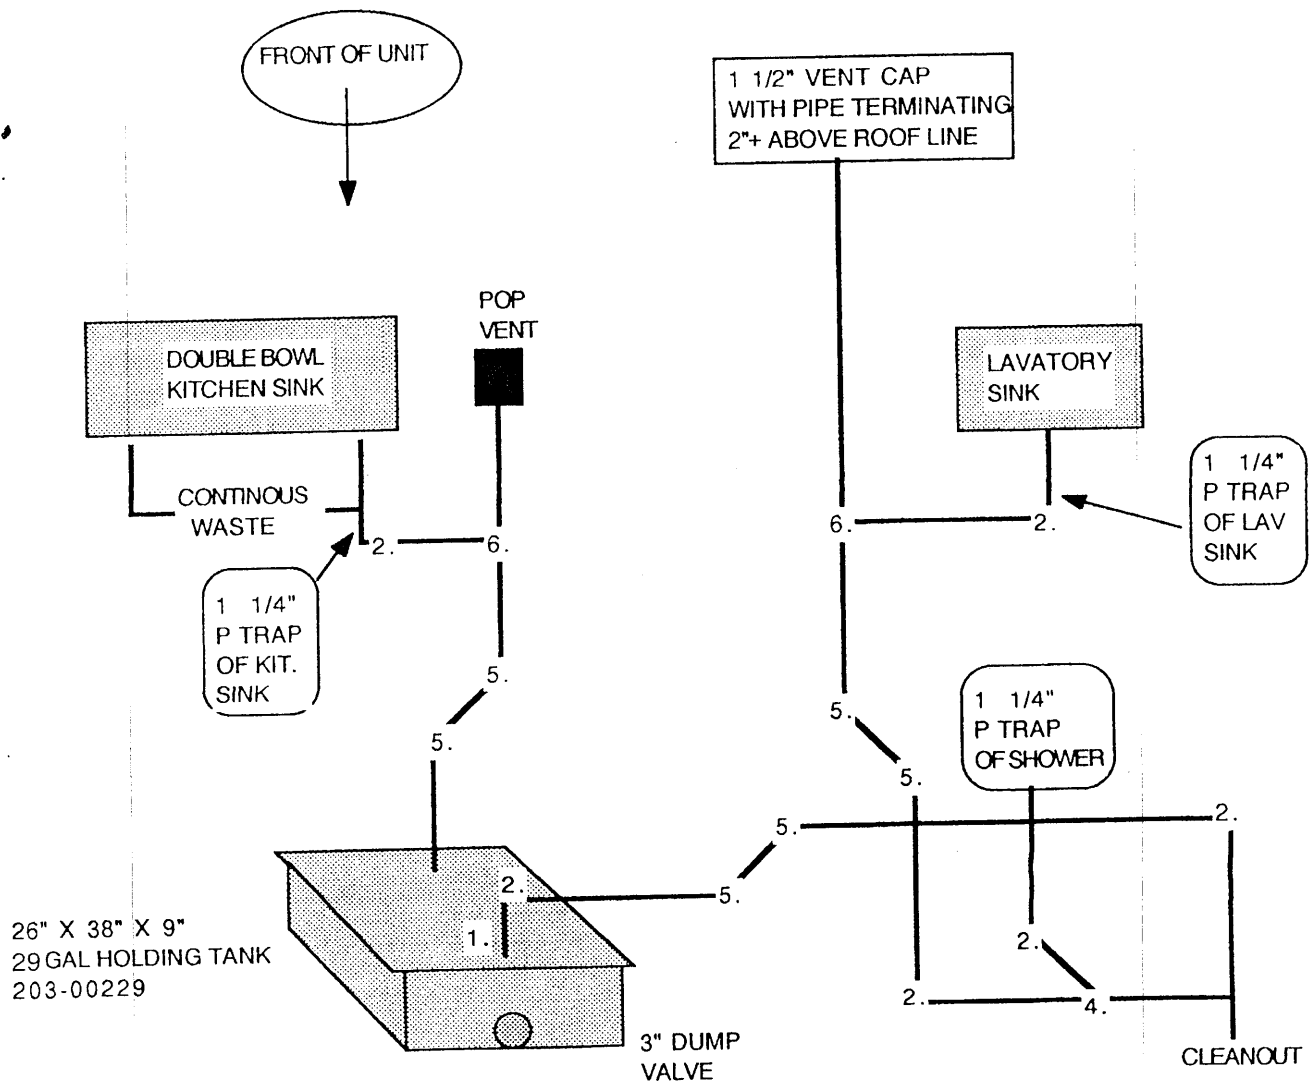 FRONT OF UNIT
1 1/2" VENT CAP
WITH PIPE TERMINATING
2"+ ABOVE ROOF LINE
POP
VENT
DOUBLE BOWL
KITCHEN SINK
LAVATORY
SINK
1 1/4"
P TRAP
OF LAV
SINK
CONTINOUS
WASTE
2.
6.
6.
2.
1 1/4"
P TRAP
OF KIT.
SINK
5.
5.
5.
5.
1 1/4"
P TRAP
OF SHOWER
5.
2.
2.
5.
1.
2.
2.
4.
26" X 38" X 9"
29 GAL HOLDING TANK
203-00229
3" DUMP
VALVE
CLEANOUT